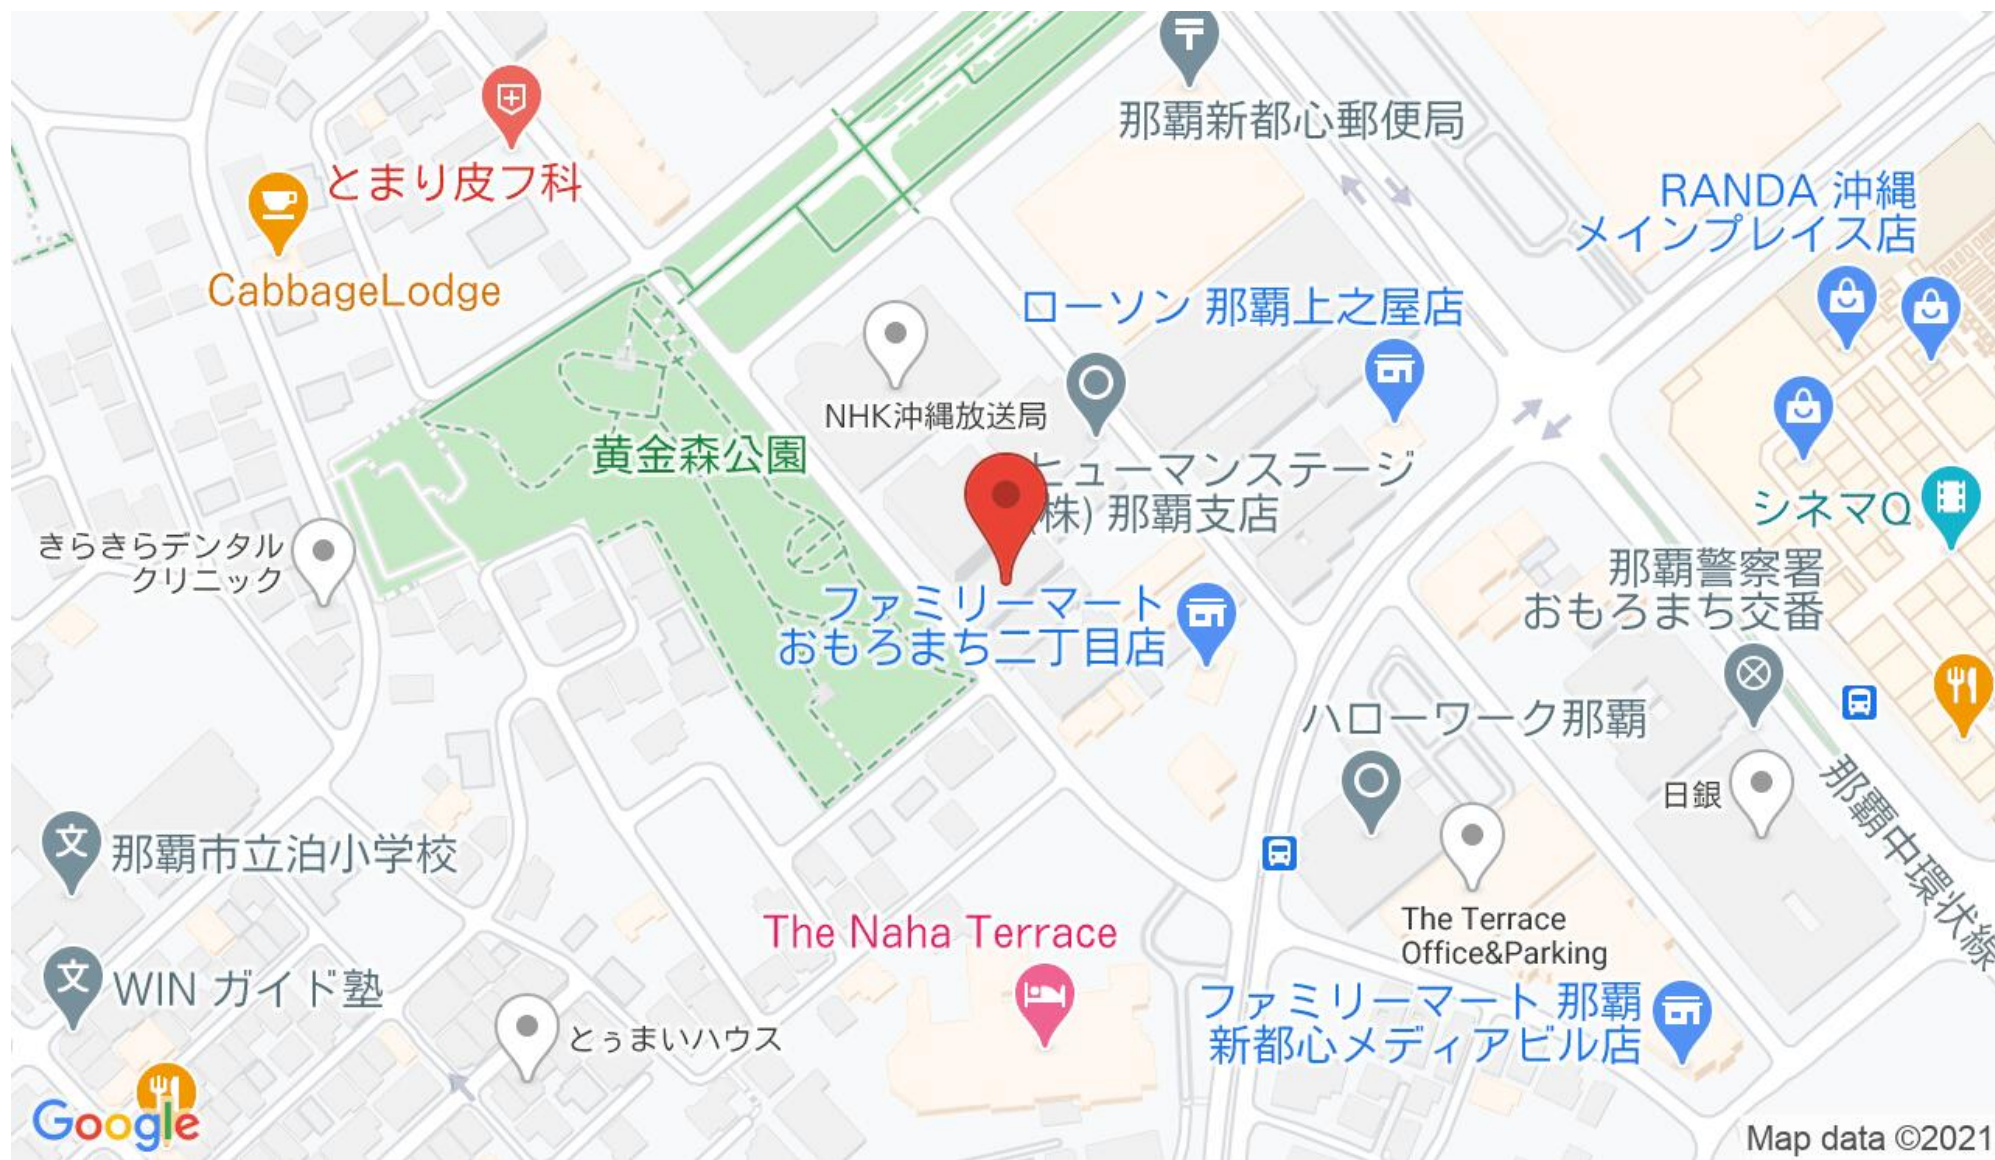 〒
那覇新都心郵便局
とまり皮フ科
RANDA 沖縄
メインプレイス店
CabbageLodge
ローソン 那覇上之屋店
NHK沖縄放送局
黄金森公園
ヒューマンステージ
(株) 那覇支店
シネマQ
きらきらデンタル
クリニック
那覇警察署
おもろまち交番
ファミリーマート
おもろまち二丁目店
ハローワーク那覇
日銀
那覇中環状線
文
那覇市立泊小学校
The Naha Terrace
The Terrace
Office&Parking
文
WIN ガイド塾
ファミリーマート 那覇
新都心メディアビル店
とぅまいハウス
Google
Map data ©2021